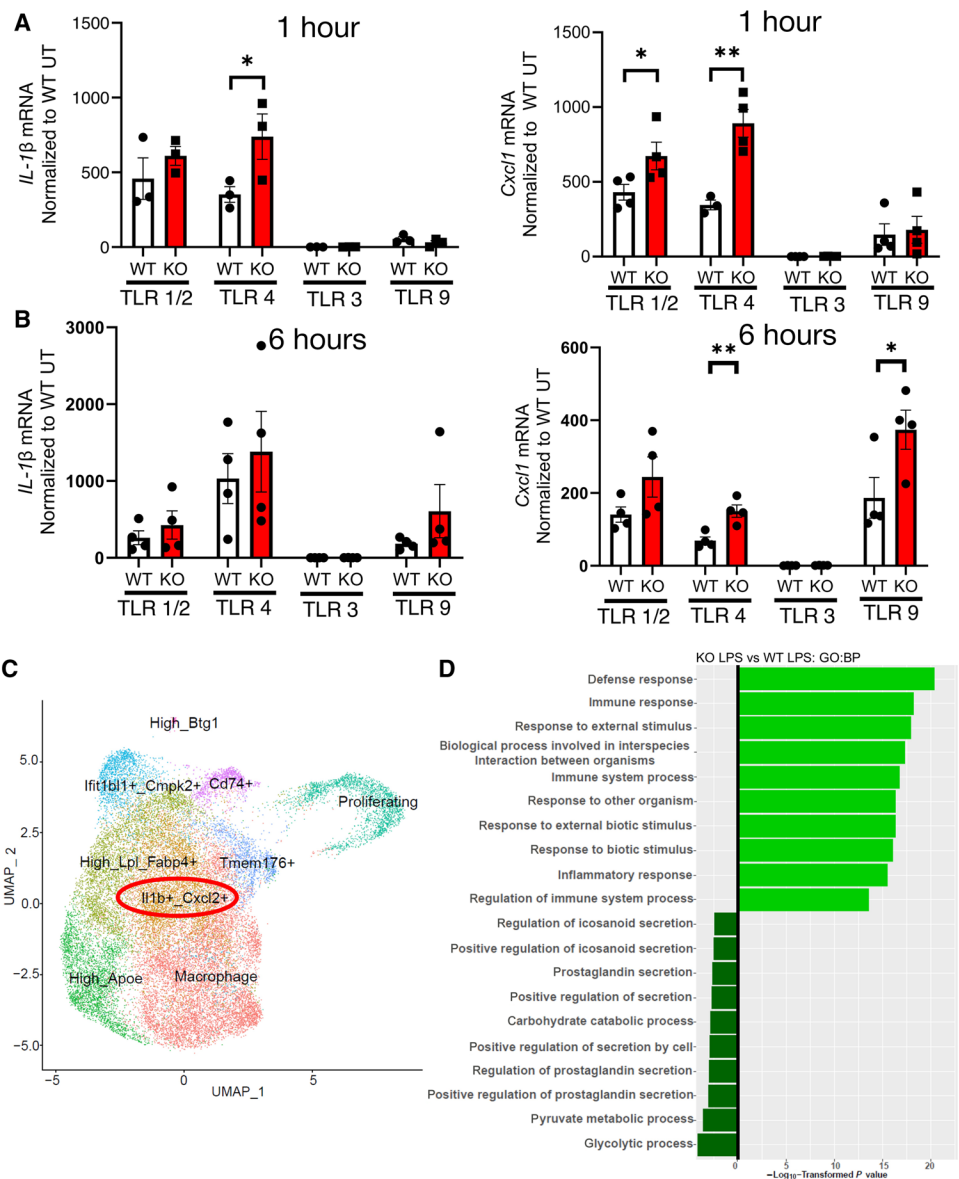 A
1 hour
1500
1000
500
0
IL-1β mRNA
Normalized to WT UT
*
WT KO WT KO WT KO WT KO
TLR 1/2 TLR 4 TLR 3 TLR 9
1 hour
1500
1000
500
0
Cxcl1 mRNA
Normalized to WT UT
* **
WT KO WT KO WT KO WT KO
TLR 1/2 TLR 4 TLR 3 TLR 9
B
6 hours
3000
2000
1000
0
IL-1β mRNA
Normalized to WT UT
WT KO WT KO WT KO WT KO
TLR 1/2 TLR 4 TLR 3 TLR 9
6 hours
600
400
200
0
Cxcl1 mRNA
Normalized to WT UT
** *
WT KO WT KO WT KO WT KO
TLR 1/2 TLR 4 TLR 3 TLR 9
C
High_Btg1
Ifit1bl1+_Cmpk2+
Cd74+
Proliferating
High_Lpl_Fabp4+
Tmem176+
Il1b+_Cxcl2+
High_Apoe
Macrophage
5.0
2.5
0.0
−2.5
−5.0
UMAP_2
−5 0 5
UMAP_1
D
KO LPS vs WT LPS: GO:BP
Defense response
Immune response
Response to external stimulus
Biological process involved in interspecies
Interaction between organisms
Immune system process
Response to other organism
Response to external biotic stimulus
Response to biotic stimulus
Inflammatory response
Regulation of immune system process
Regulation of icosanoid secretion
Positive regulation of icosanoid secretion
Prostaglandin secretion
Positive regulation of secretion
Carbohydrate catabolic process
Positive regulation of secretion by cell
Regulation of prostaglandin secretion
Positive regulation of prostaglandin secretion
Pyruvate metabolic process
Glycolytic process
0 5 10 15 20
−Log10-Transformed P value